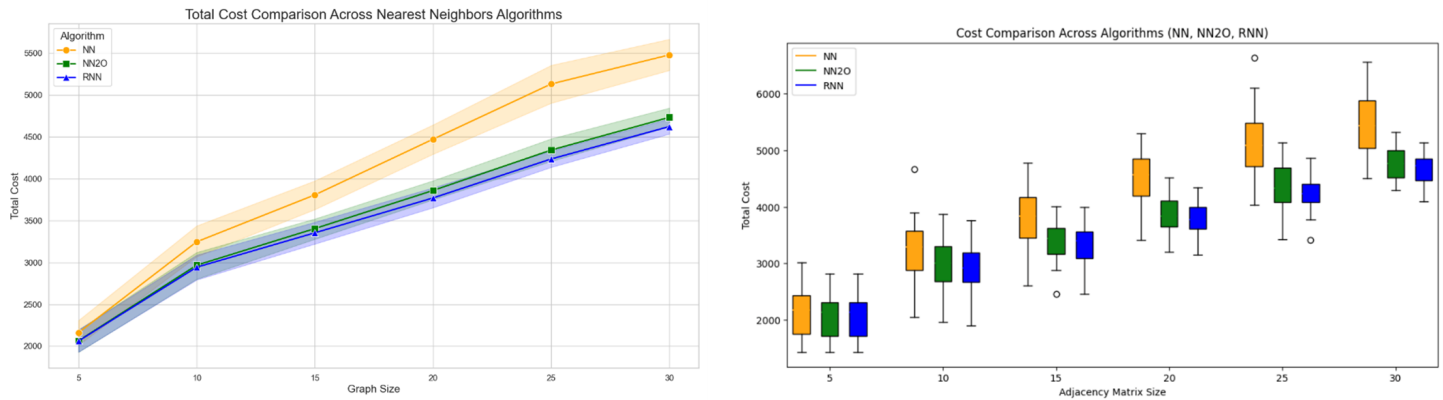 Total Cost Comparison Across Nearest Neighbors Algorithms
Algorithm
NN
NN2O
RNN
5500
5000
4500
4000
3500
3000
2500
2000
Total Cost
5 10 15 20 25 30
Graph Size
Cost Comparison Across Algorithms (NN, NN2O, RNN)
NN
NN2O
RNN
6000
5000
4000
3000
2000
Total Cost
5 10 15 20 25 30
Adjacency Matrix Size